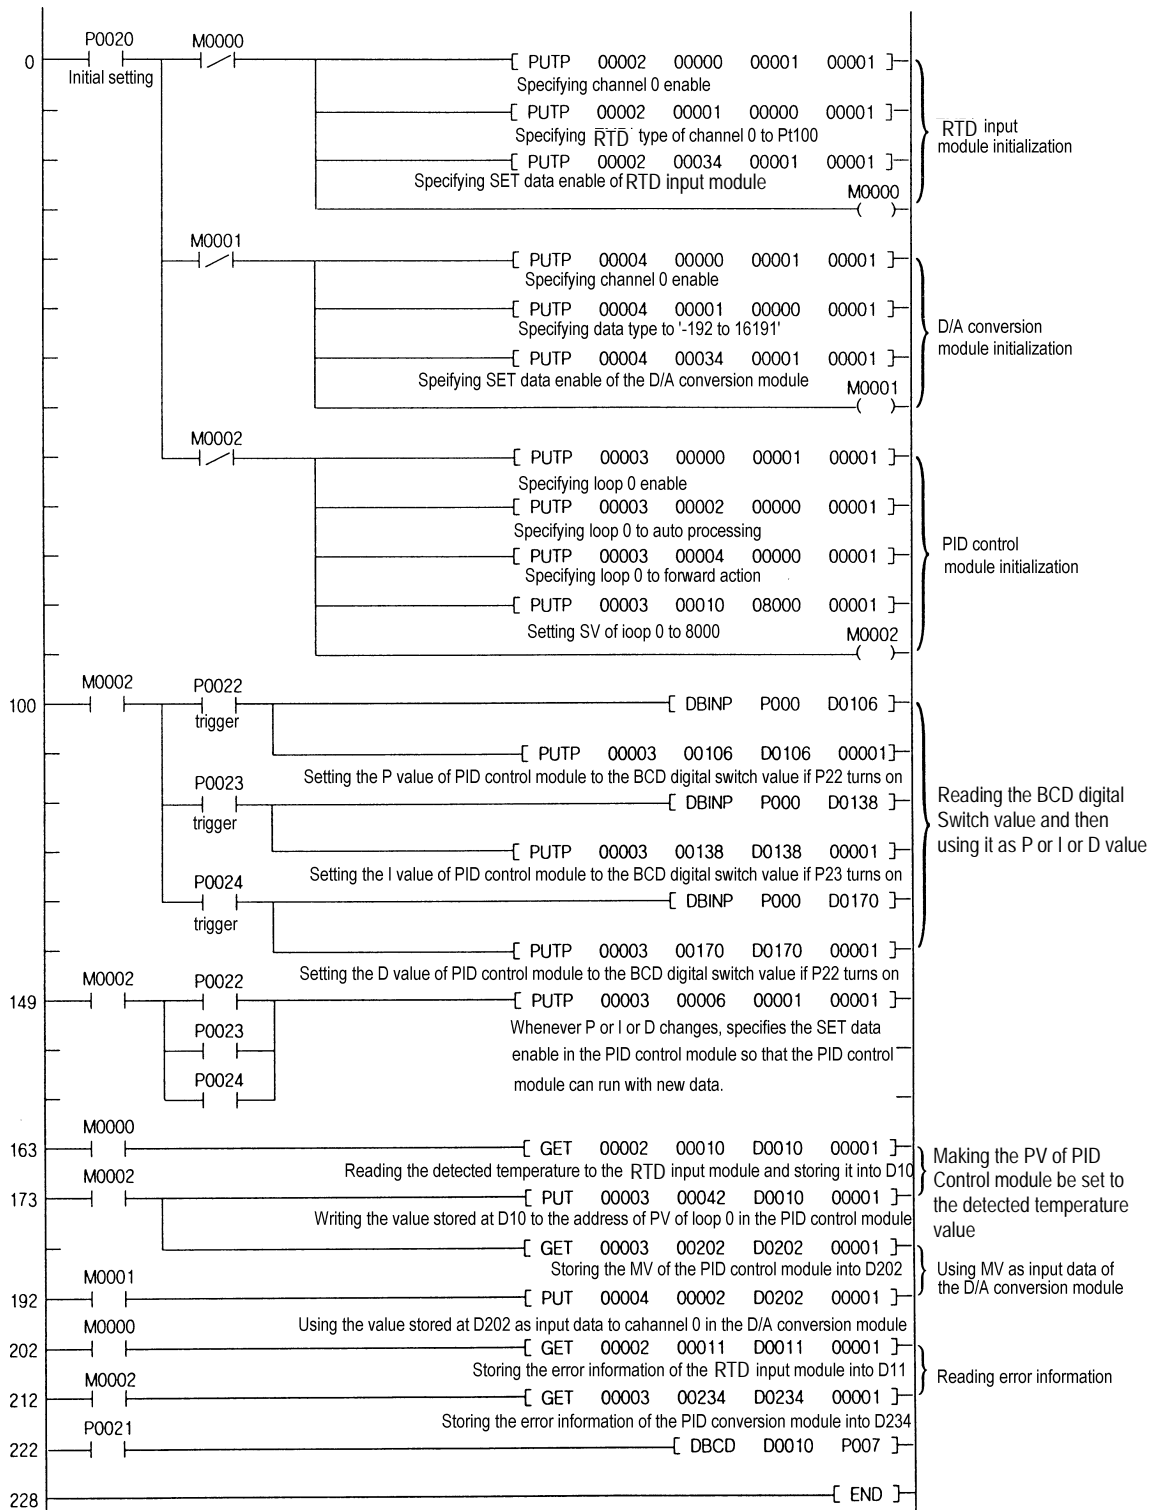 P0020 M0000
0 [ PUTP 00002 00000 00001 00001 ]
Initial setting
Specifying channel 0 enable
[ PUTP 00002 00001 00000 00001 ]
Specifying RTD type of channel 0 to Pt100
RTD input
module initialization
[ PUTP 00002 00034 00001 00001 ]
Specifying SET data enable of RTD input module
M0000
( )
M0001
[ PUTP 00004 00000 00001 00001 ]
Specifying channel 0 enable
[ PUTP 00004 00001 00000 00001 ]
Specifying data type to '-192 to 16191'
D/A conversion
module initialization
[ PUTP 00004 00034 00001 00001 ]
Speifying SET data enable of the D/A conversion module
M0001
( )
M0002
[ PUTP 00003 00000 00001 00001 ]
Specifying loop 0 enable
[ PUTP 00003 00002 00000 00001 ]
Specifying loop 0 to auto processing
PID control
module initialization
[ PUTP 00003 00004 00000 00001 ]
Specifying loop 0 to forward action
[ PUTP 00003 00010 08000 00001 ]
Setting SV of ioop 0 to 8000
M0002
( )
M0002 P0022
100 [ DBINP P000 D0106 ]
trigger
[ PUTP 00003 00106 D0106 00001]
Setting the P value of PID control module to the BCD digital switch value if P22 turns on
P0023
[ DBINP P000 D0138 ]
trigger
Reading the BCD digital
Switch value and then
using it as P or I or D value
[ PUTP 00003 00138 D0138 00001 ]
Setting the I value of PID control module to the BCD digital switch value if P23 turns on
P0024
[ DBINP P000 D0170 ]
trigger
[ PUTP 00003 00170 D0170 00001 ]
Setting the D value of PID control module to the BCD digital switch value if P22 turns on
M0002 P0022
149 [ PUTP 00003 00006 00001 00001 ]
P0023
P0024
Whenever P or I or D changes, specifies the SET data
enable in the PID control module so that the PID control
module can run with new data.
M0000
163 [ GET 00002 00010 D0010 00001 ]
Reading the detected temperature to the RTD input module and storing it into D10
M0002
173 [ PUT 00003 00042 D0010 00001 ]
Writing the value stored at D10 to the address of PV of loop 0 in the PID control module
Making the PV of PID
Control module be set to
the detected temperature
value
[ GET 00003 00202 D0202 00001 ]
Storing the MV of the PID control module into D202
Using MV as input data of
the D/A conversion module
M0001
192 [ PUT 00004 00002 D0202 00001 ]
Using the value stored at D202 as input data to cahannel 0 in the D/A conversion module
M0000
202 [ GET 00002 00011 D0011 00001 ]
Storing the error information of the RTD input module into D11
Reading error information
M0002
212 [ GET 00003 00234 D0234 00001 ]
Storing the error information of the PID conversion module into D234
P0021
222 [ DBCD D0010 P007 ]
228 [ END ]